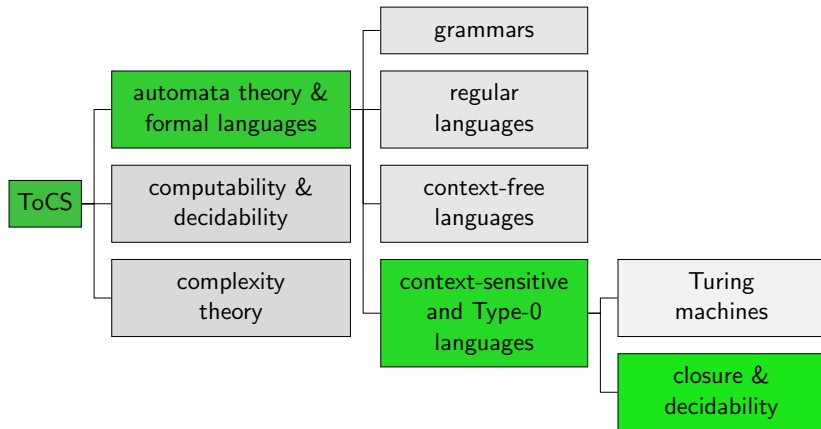 ToCS
automata theory &
formal languages
computability &
decidability
complexity
theory
grammars
regular
languages
context-free
languages
context-sensitive
and Type-0
languages
Turing
machines
closure &
decidability